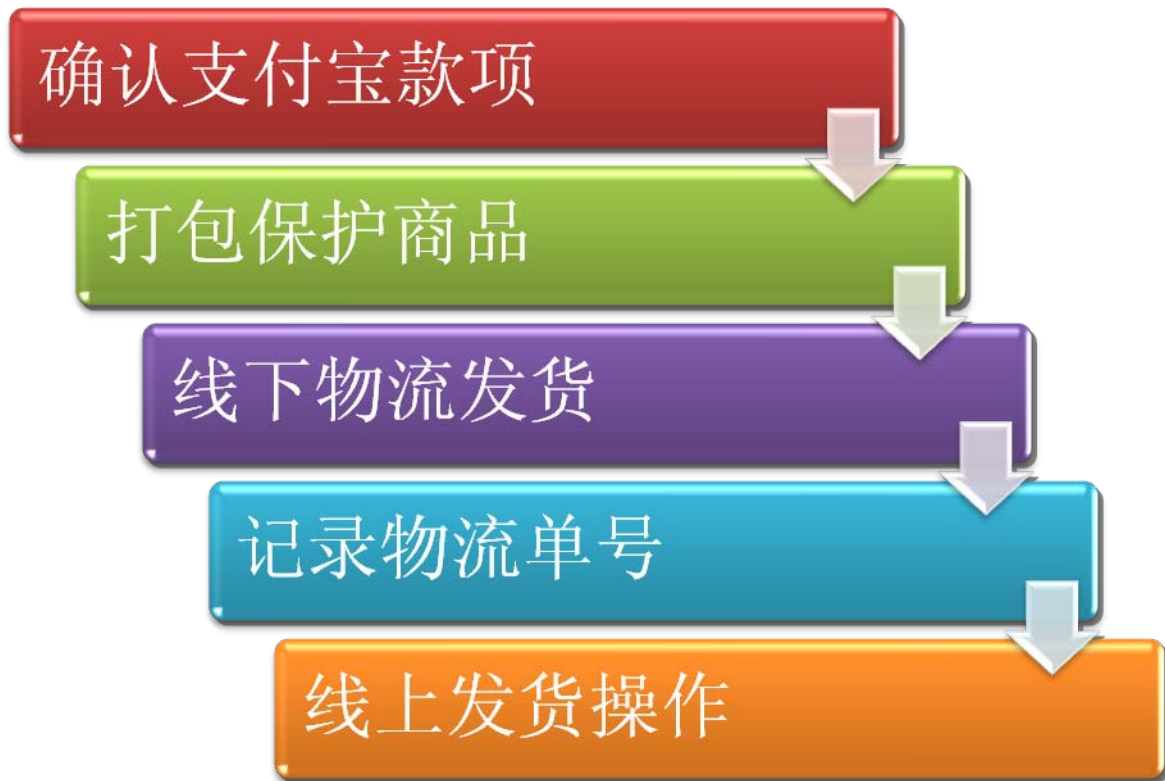 确认支付宝款项
打包保护商品
线下物流发货
记录物流单号
线上发货操作